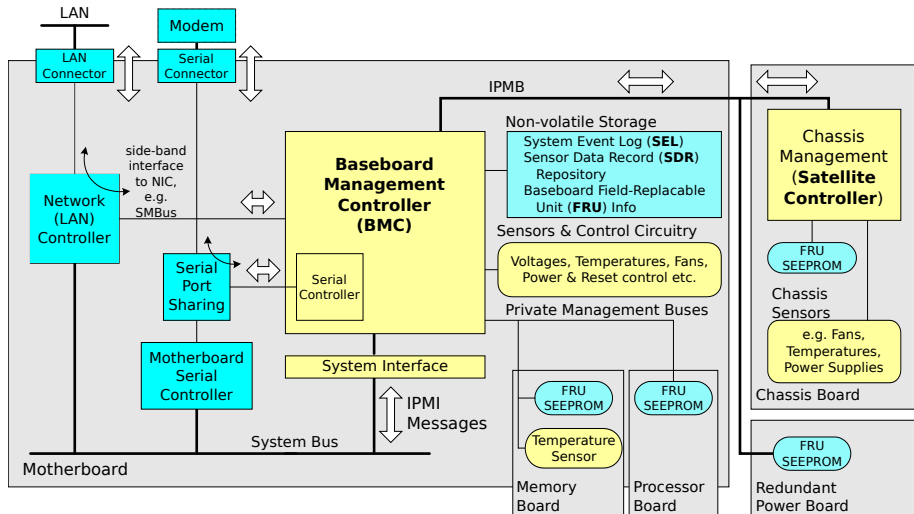 LAN
Modem
LAN
Connector
Serial
Connector
IPMB
side-band
interface
to NIC,
e.g.
SMBus
Network
(LAN)
Controller
Serial
Port
Sharing
Motherboard
Serial
Controller
Baseboard
Management
Controller
(BMC)
Serial
Controller
System Interface
IPMI
Messages
System Bus
Motherboard
Non-volatile Storage
System Event Log (SEL)
Sensor Data Record (SDR)
Repository
Baseboard Field-Replacable
Unit (FRU) Info
Sensors & Control Circuitry
Voltages, Temperatures, Fans,
Power & Reset control etc.
Private Management Buses
FRU
SEEPROM
Temperature
Sensor
Memory
Board
FRU
SEEPROM
Processor
Board
Chassis
Management
(Satellite
Controller)
FRU
SEEPROM
Chassis
Sensors
e.g. Fans,
Temperatures,
Power Supplies
Chassis Board
FRU
SEEPROM
Redundant
Power Board